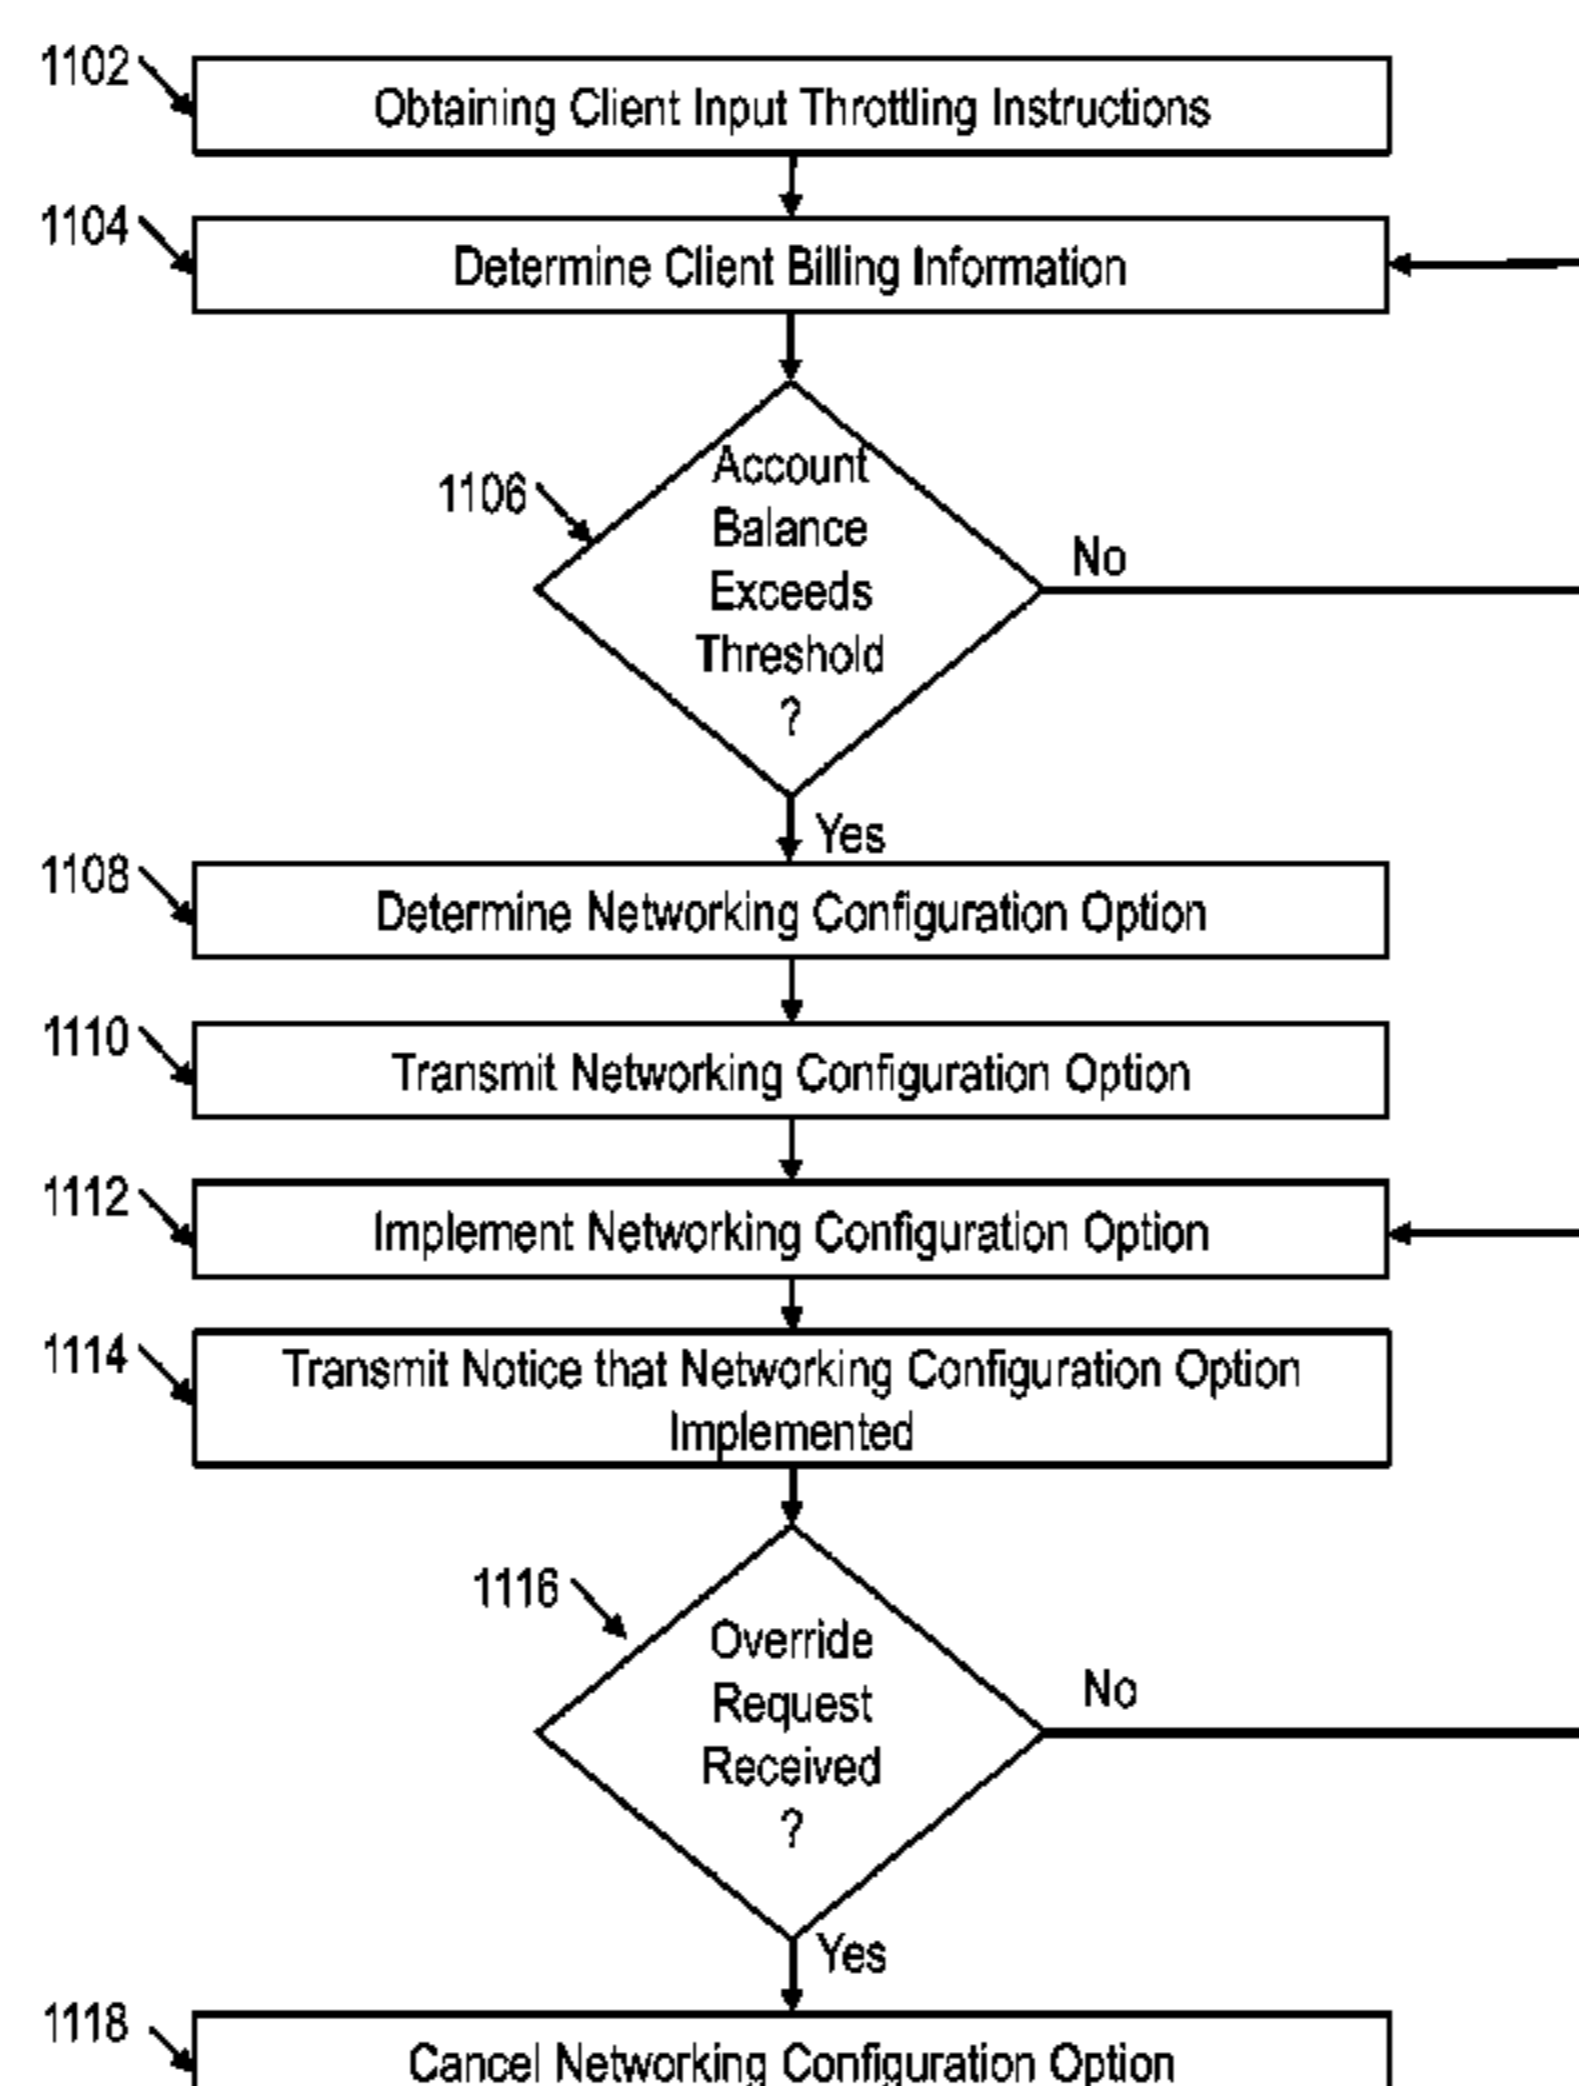 1102
Obtaining Client Input Throttling Instructions
1104
Determine Client Billing Information
1106
Account
Balance
Exceeds
Threshold
?
No
Yes
1108
Determine Networking Configuration Option
1110
Transmit Networking Configuration Option
1112
Implement Networking Configuration Option
1114
Transmit Notice that Networking Configuration Option
Implemented
1116
Override
Request
Received
?
No
Yes
1118
Cancel Networking Configuration Option